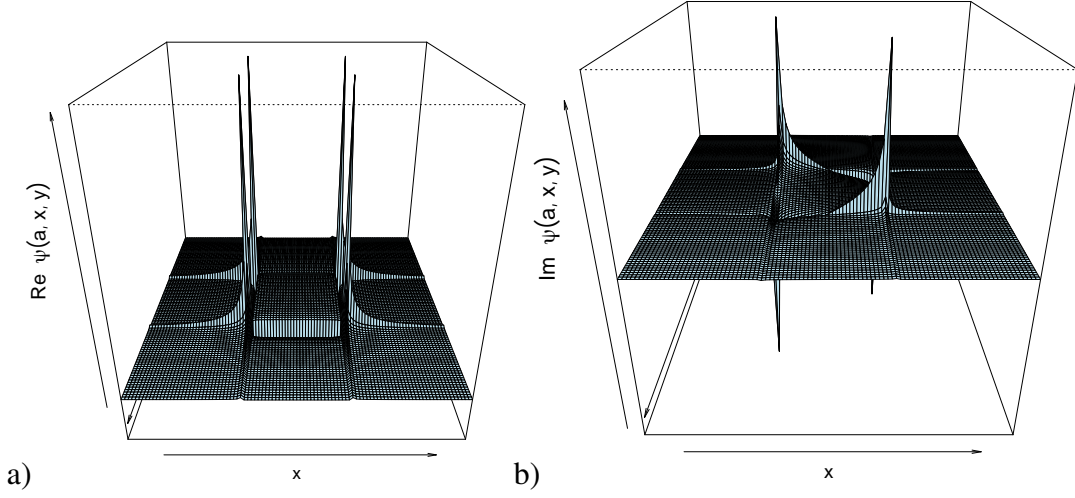 Re ψ(a, x, y)
x
a)
Im ψ(a, x, y)
x
b)